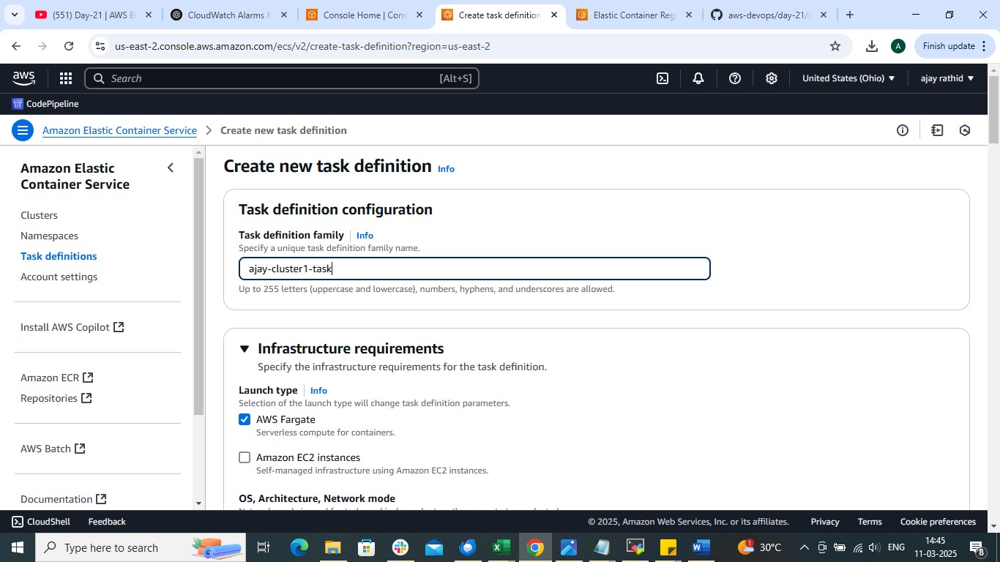 (551) Day-21 | AWS E
CloudWatch Alarms K
Console Home | Cons
Create task definition
Elastic Container Reg
aws-devops/day-21/r
us-east-2.console.aws.amazon.com/ecs/v2/create-task-definition?region=us-east-2
A
Finish update
aws
Search
[Alt+S]
United States (Ohio)
ajay rathid
CodePipeline
Amazon Elastic Container Service
Create new task definition
Amazon Elastic
Container Service
Clusters
Namespaces
Task definitions
Account settings
Install AWS Copilot
Amazon ECR
Repositories
AWS Batch
Documentation
Create new task definition Info
Task definition configuration
Task definition family Info
Specify a unique task definition family name.
ajay-cluster1-task
Up to 255 letters (uppercase and lowercase), numbers, hyphens, and underscores are allowed.
Infrastructure requirements
Specify the infrastructure requirements for the task definition.
Launch type Info
Selection of the launch type will change task definition parameters.
AWS Fargate
Serverless compute for containers.
Amazon EC2 instances
Self-managed infrastructure using Amazon EC2 instances.
OS, Architecture, Network mode
CloudShell
Feedback
© 2025, Amazon Web Services, Inc. or its affiliates.
Privacy
Terms
Cookie preferences
Type here to search
1
30°C
ENG
14:45
11-03-2025
8